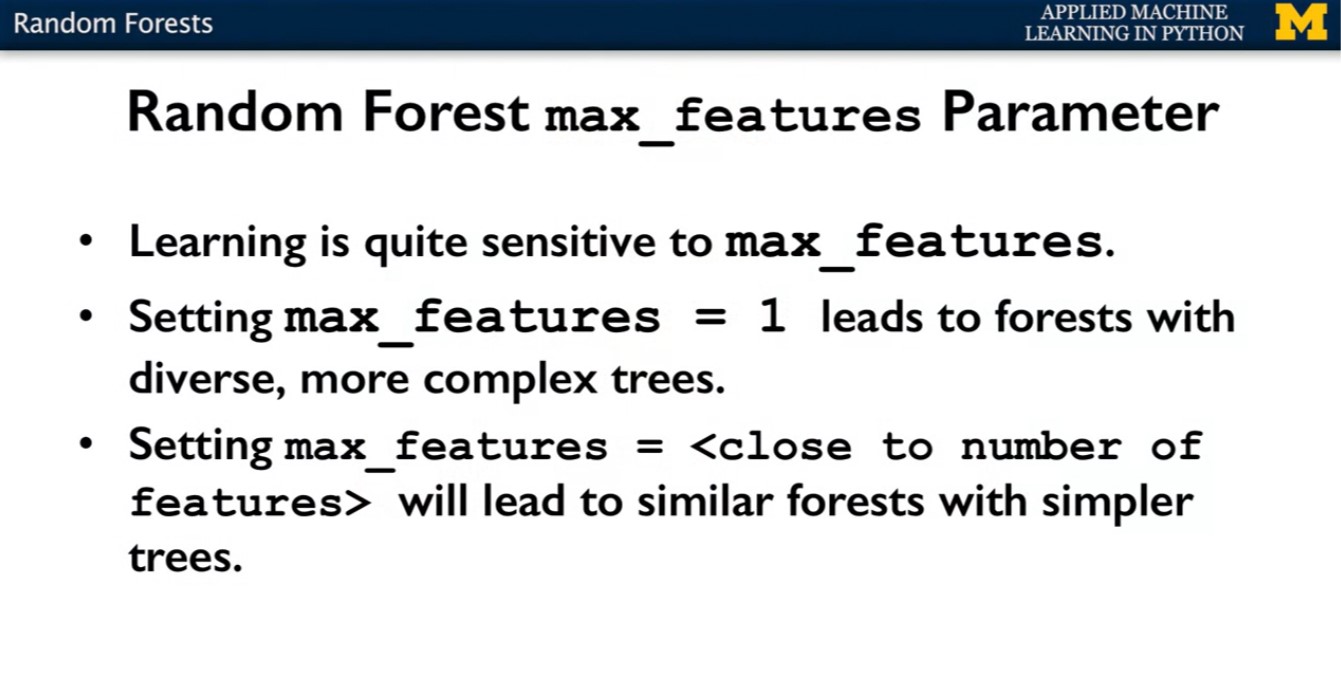 Random Forests
APPLIED MACHINE
LEARNING IN PYTHON
M
Random Forest max_features Parameter
• Learning is quite sensitive to max_features.
• Setting max_features = 1 leads to forests with
diverse, more complex trees.
• Setting max_features = <close to number of
features> will lead to similar forests with simpler
trees.